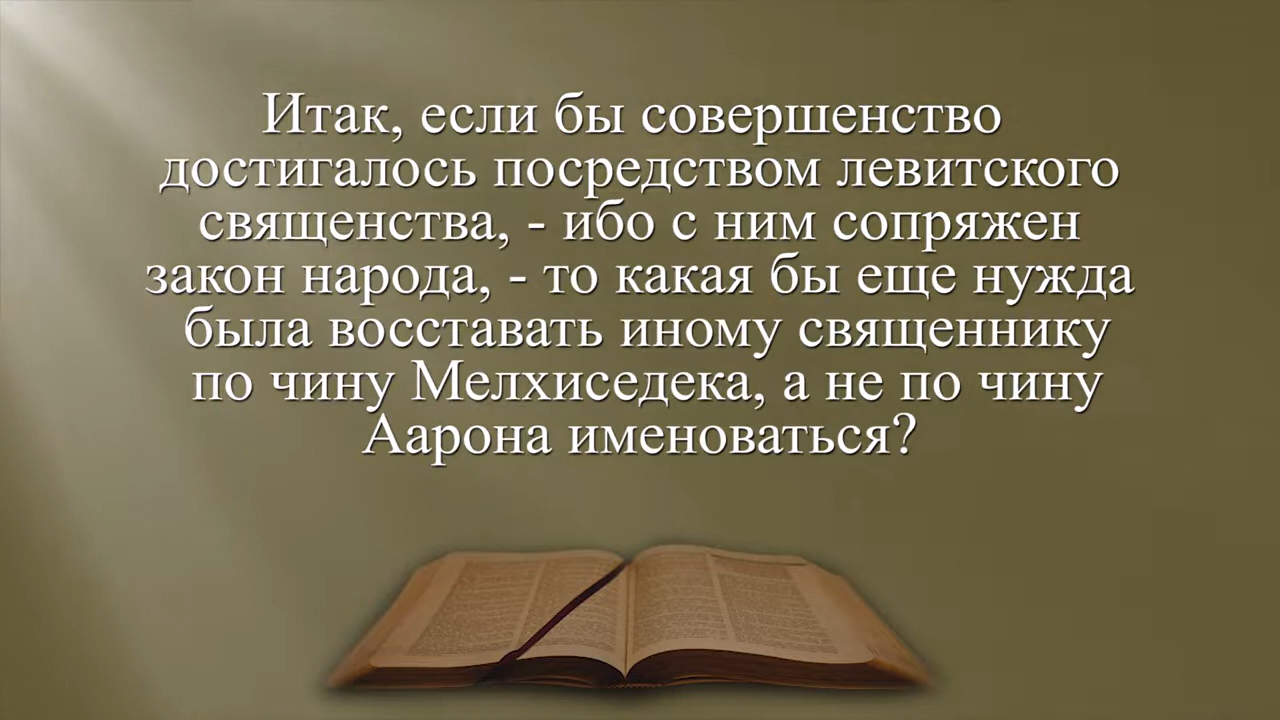 Итак, если бы совершенство
достигалось посредством левитского
священства, - ибо с ним сопряжен
закон народа, - то какая бы еще нужда
была восставать иному священнику
по чину Мелхиседека, а не по чину
Аарона именоваться?